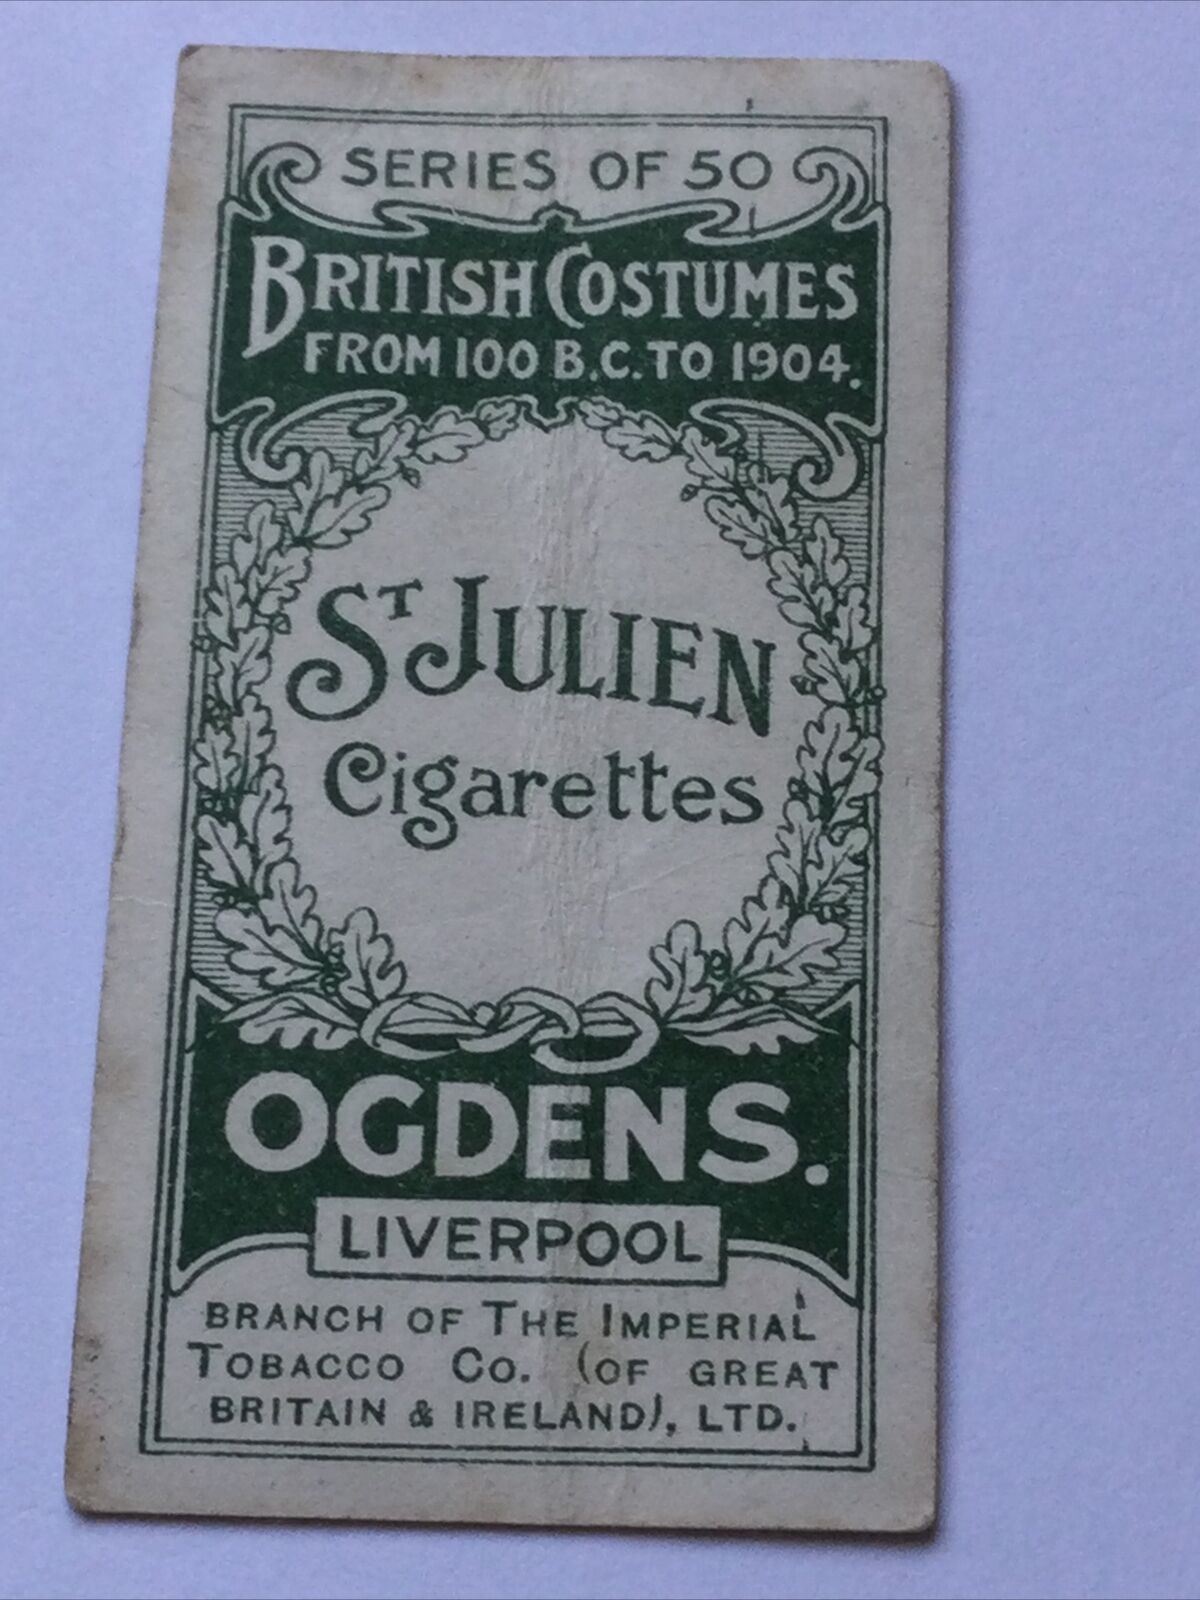 SERIES OF 50
BRITISH COSTUMES
FROM 100 B.C. TO 1904.
ST JULIEN
Cigarettes
OGDENS.
LIVERPOOL
BRANCH OF THE IMPERIAL
TOBACCO CO. (OF GREAT
BRITAIN & IRELAND), LTD.